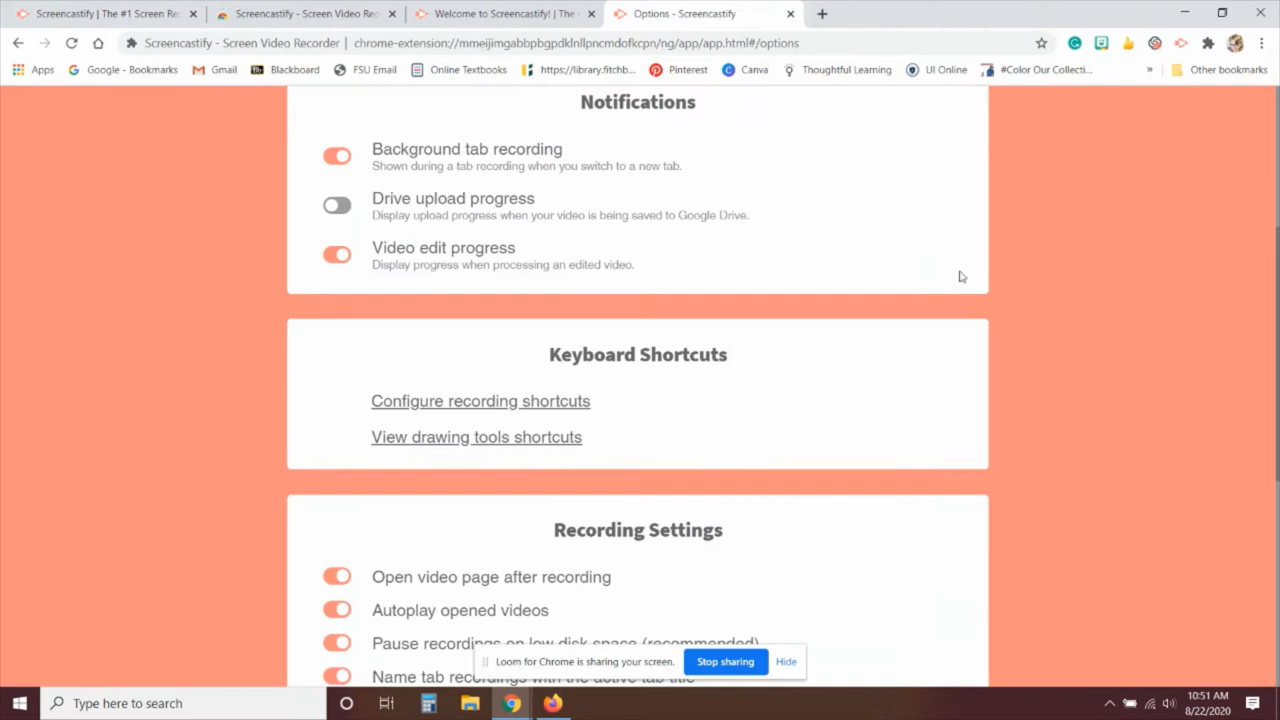 Screencastify | The #1 Screen Re
Screencastify - Screen Video Rec
Welcome to Screencastify! | The
Options - Screencastify
Screencastify - Screen Video Recorder | chrome-extension://mmeijimgabbpbgpdklnllpncmdofkcpn/ng/app/app.html#/options
Apps
Google - Bookmarks
Gmail
Bb
Blackboard
FSU Email
Online Textbooks
https://library.fitchb...
Pinterest
Canva
Thoughtful Learning
UI Online
#Color Our Collecti...
»
Other bookmarks
Notifications
Background tab recording
Shown during a tab recording when you switch to a new tab.
Drive upload progress
Display upload progress when your video is being saved to Google Drive.
Video edit progress
Display progress when processing an edited video.
Keyboard Shortcuts
Configure recording shortcuts
View drawing tools shortcuts
Recording Settings
Open video page after recording
Autoplay opened videos
Pause recordings on low disk space (recommended)
Loom for Chrome is sharing your screen.
Stop sharing
Hide
Name tab recordings with the active tab title
Type here to search
10:51 AM
8/22/2020